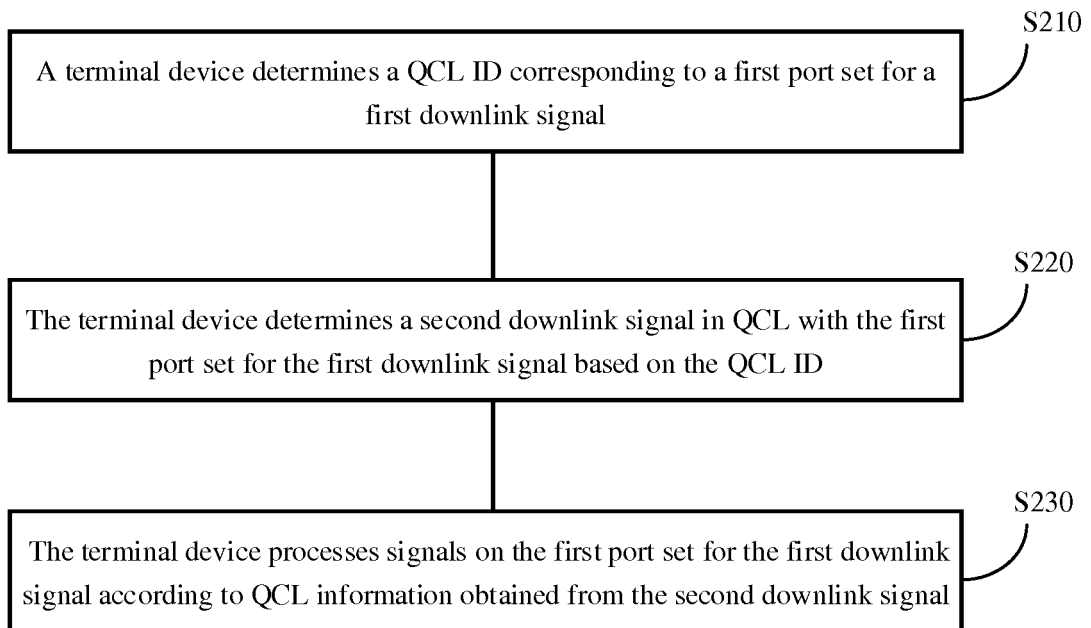 S210
A terminal device determines a QCL ID corresponding to a first port set for a
first downlink signal
S220
The terminal device determines a second downlink signal in QCL with the first
port set for the first downlink signal based on the QCL ID
S230
The terminal device processes signals on the first port set for the first downlink
signal according to QCL information obtained from the second downlink signal